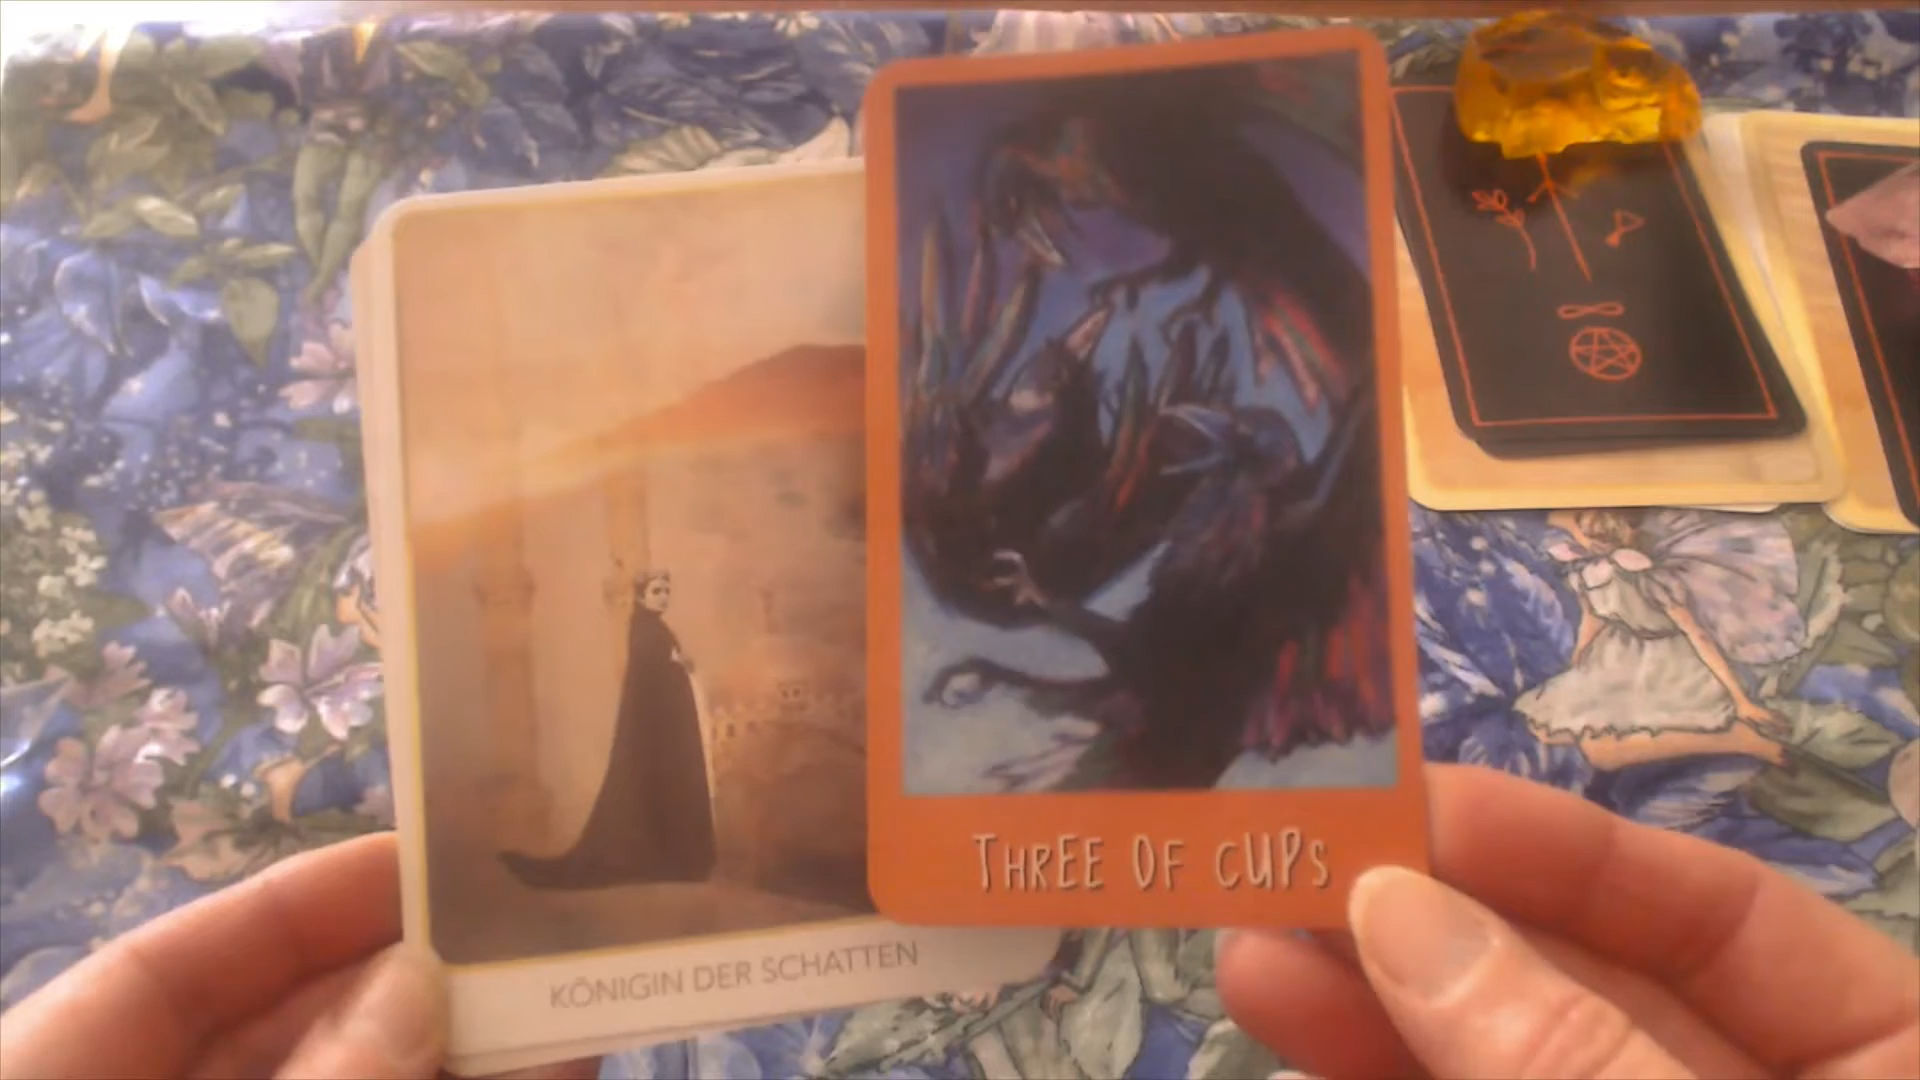 KÖNIGIN DER SCHATTEN
THREE OF CUPS